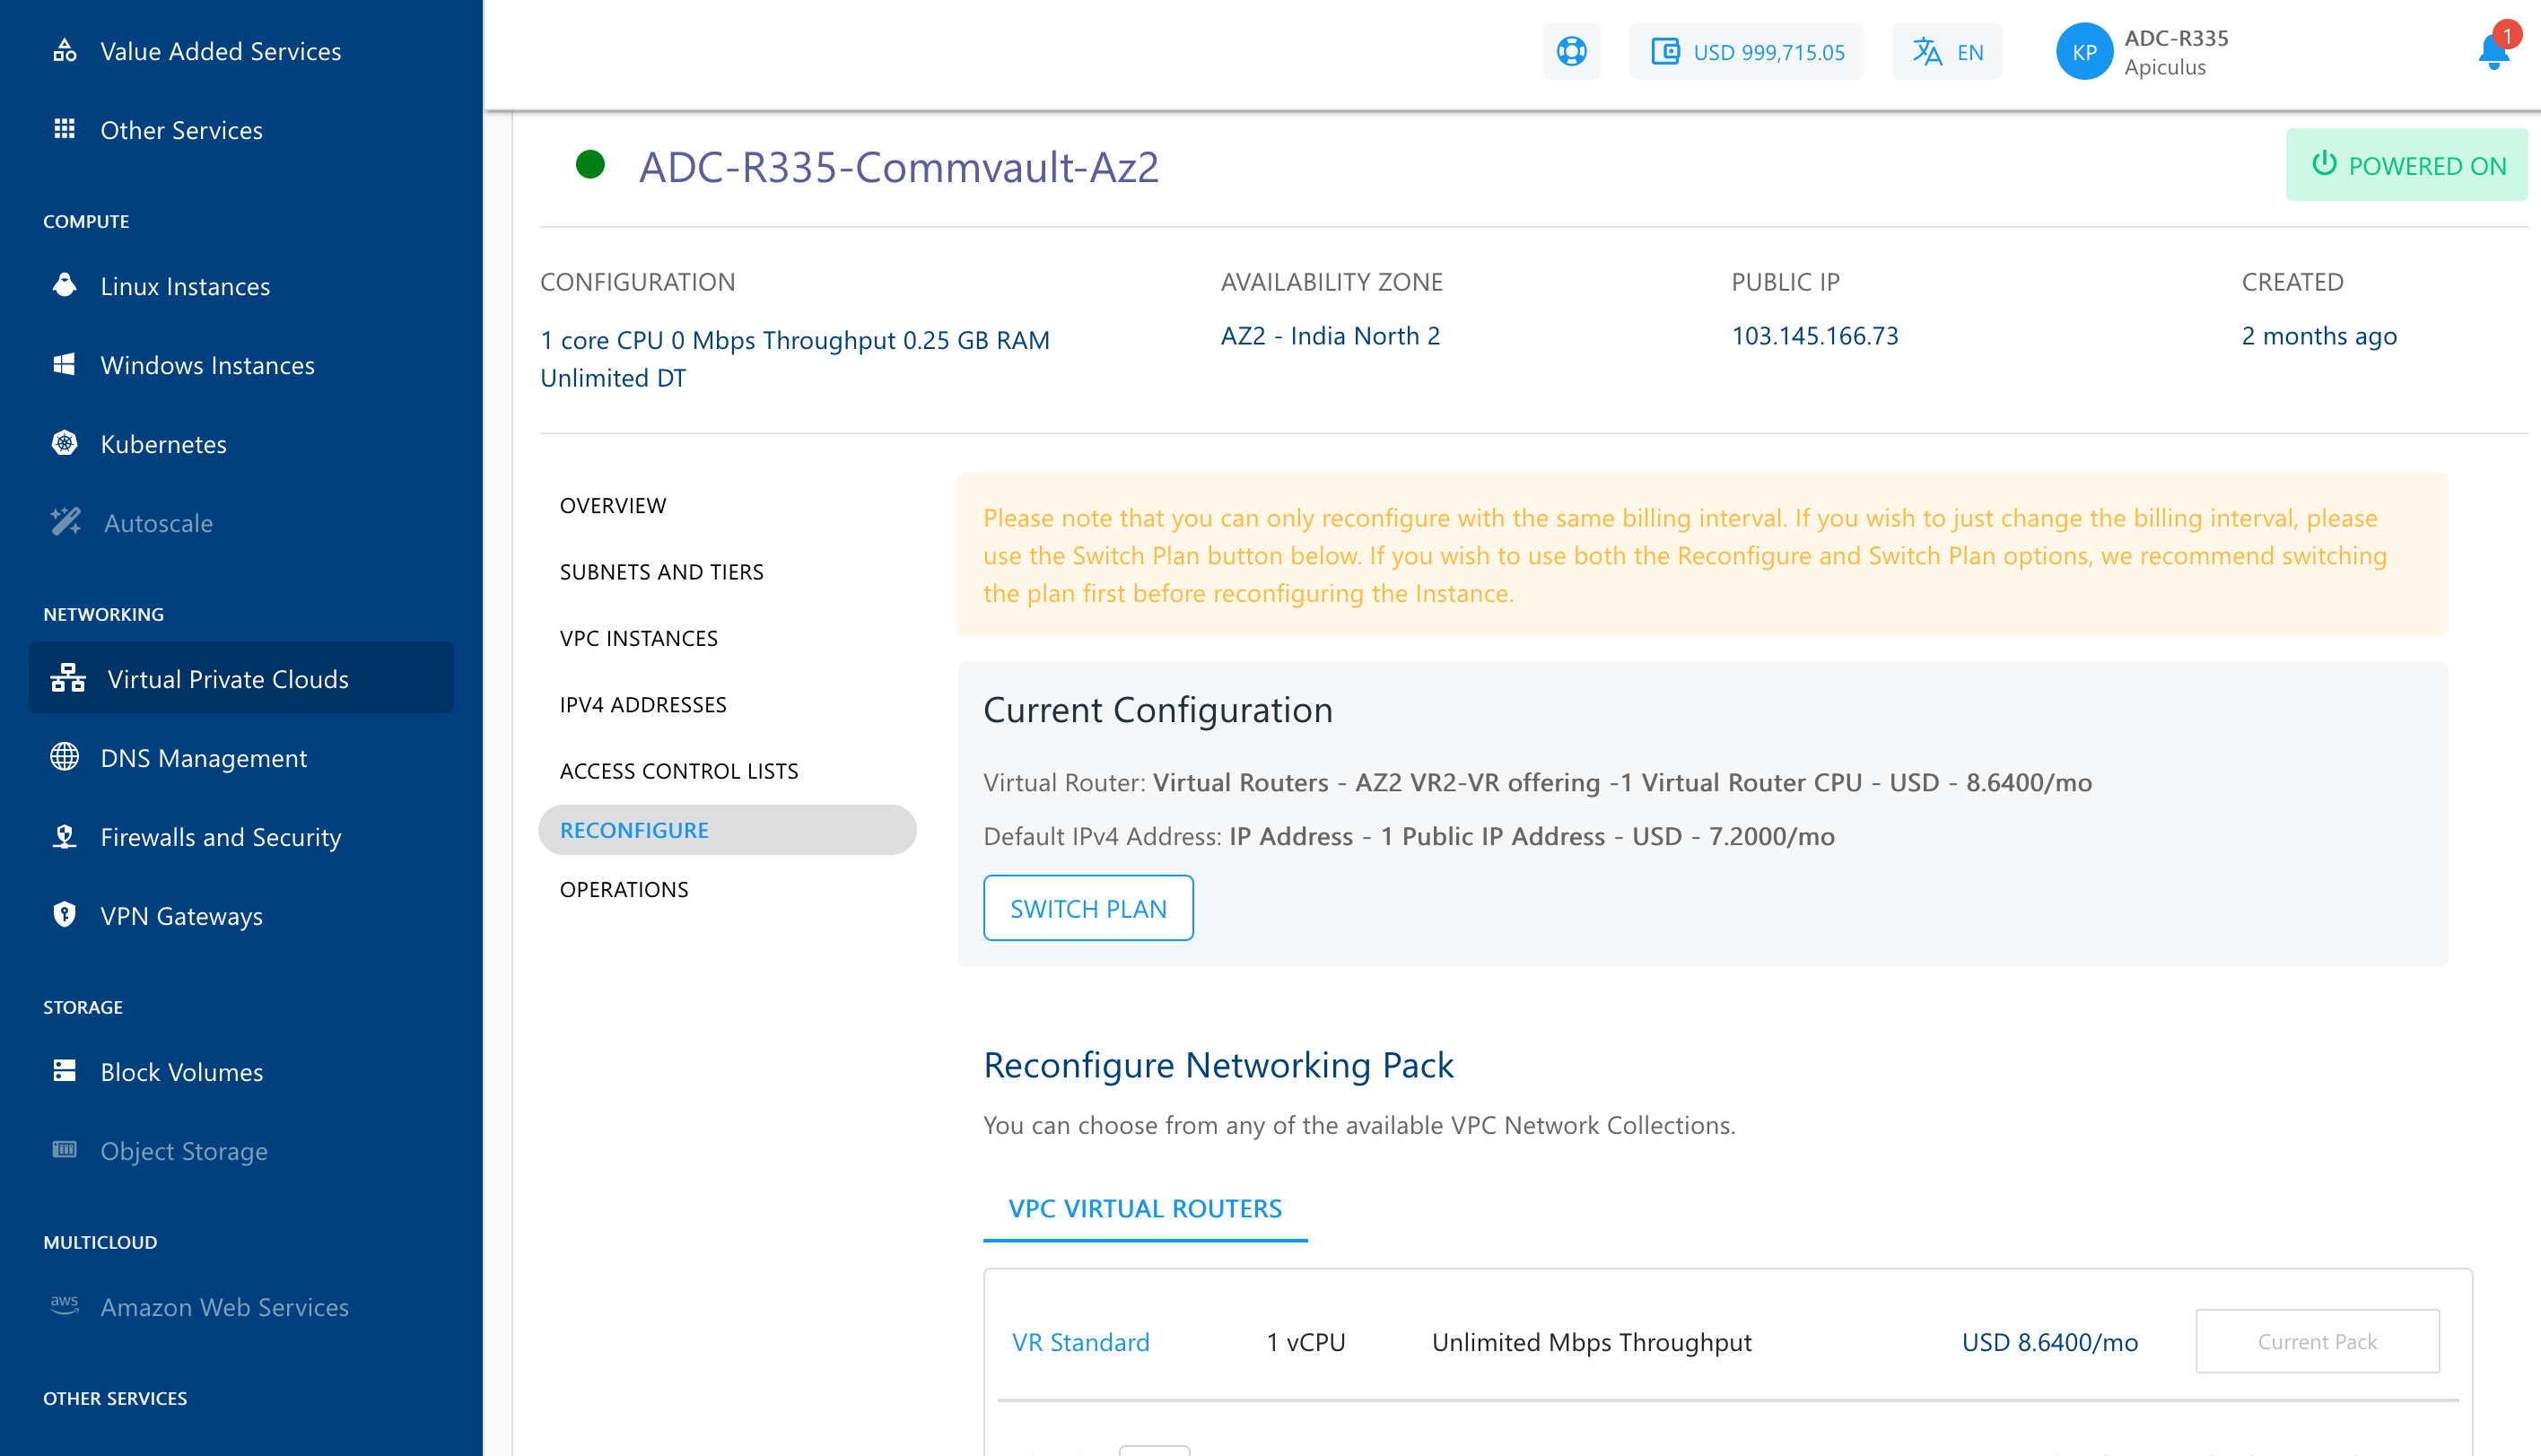 Value Added Services
Other Services
COMPUTE
Linux Instances
Windows Instances
Kubernetes
Autoscale
NETWORKING
Virtual Private Clouds
DNS Management
Firewalls and Security
VPN Gateways
STORAGE
Block Volumes
Object Storage
MULTICLOUD
aws Amazon Web Services
OTHER SERVICES
USD 999,715.05
EN
KP
ADC-R335
Apiculus
1
ADC-R335-Commvault-Az2
POWERED ON
CONFIGURATION
1 core CPU 0 Mbps Throughput 0.25 GB RAM
Unlimited DT
AVAILABILITY ZONE
AZ2 - India North 2
PUBLIC IP
103.145.166.73
CREATED
2 months ago
OVERVIEW
SUBNETS AND TIERS
VPC INSTANCES
IPV4 ADDRESSES
ACCESS CONTROL LISTS
RECONFIGURE
OPERATIONS
Please note that you can only reconfigure with the same billing interval. If you wish to just change the billing interval, please
use the Switch Plan button below. If you wish to use both the Reconfigure and Switch Plan options, we recommend switching
the plan first before reconfiguring the Instance.
Current Configuration
Virtual Router: Virtual Routers - AZ2 VR2-VR offering -1 Virtual Router CPU - USD - 8.6400/mo
Default IPv4 Address: IP Address - 1 Public IP Address - USD - 7.2000/mo
SWITCH PLAN
Reconfigure Networking Pack
You can choose from any of the available VPC Network Collections.
VPC VIRTUAL ROUTERS
VR Standard 1 vCPU Unlimited Mbps Throughput USD 8.6400/mo Current Pack